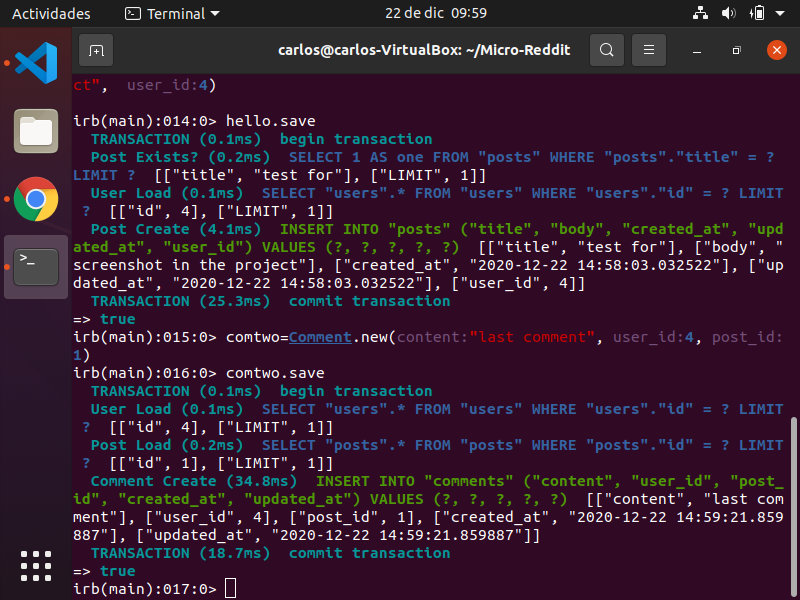 Actividades Terminal 22 de dic 09:59
carlos@carlos-VirtualBox: ~/Micro-Reddit
ct", user_id:4)
irb(main):014:0> hello.save
TRANSACTION (0.1ms) begin transaction
Post Exists? (0.2ms) SELECT 1 AS one FROM "posts" WHERE "posts"."title" = ?
LIMIT ? [["title", "test for"], ["LIMIT", 1]]
User Load (0.1ms) SELECT "users".* FROM "users" WHERE "users"."id" = ? LIMIT
? [["id", 4], ["LIMIT", 1]]
Post Create (4.1ms) INSERT INTO "posts" ("title", "body", "created_at", "upd
ated_at", "user_id") VALUES (?, ?, ?, ?, ?) [["title", "test for"], ["body", "
screenshot in the project"], ["created_at", "2020-12-22 14:58:03.032522"], ["up
dated_at", "2020-12-22 14:58:03.032522"], ["user_id", 4]]
TRANSACTION (25.3ms) commit transaction
=> true
irb(main):015:0> comtwo=Comment.new(content:"last comment", user_id:4, post_id:
1)
irb(main):016:0> comtwo.save
TRANSACTION (0.1ms) begin transaction
User Load (0.1ms) SELECT "users".* FROM "users" WHERE "users"."id" = ? LIMIT
? [["id", 4], ["LIMIT", 1]]
Post Load (0.2ms) SELECT "posts".* FROM "posts" WHERE "posts"."id" = ? LIMIT
? [["id", 1], ["LIMIT", 1]]
Comment Create (34.8ms) INSERT INTO "comments" ("content", "user_id", "post_
id", "created_at", "updated_at") VALUES (?, ?, ?, ?, ?) [["content", "last com
ment"], ["user_id", 4], ["post_id", 1], ["created_at", "2020-12-22 14:59:21.859
887"], ["updated_at", "2020-12-22 14:59:21.859887"]]
TRANSACTION (18.7ms) commit transaction
=> true
irb(main):017:0>